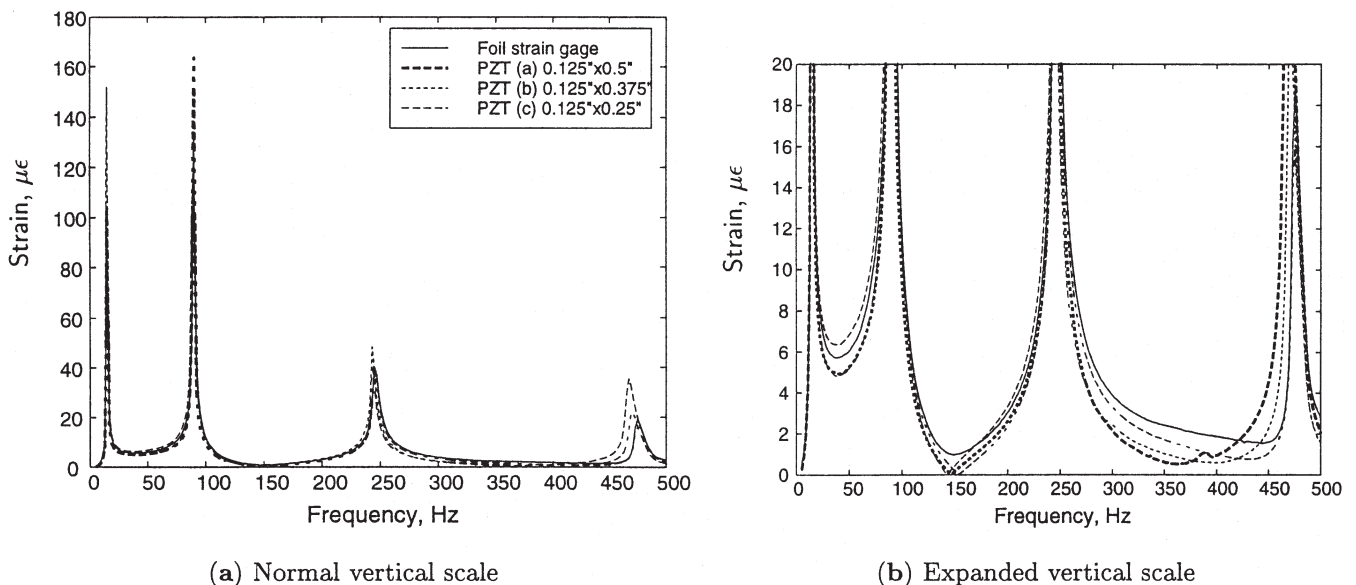 180
160
140
120
100
80
60
40
20
0
Strain, με
Foil strain gage
PZT (a) 0.125"x0.5"
PZT (b) 0.125"x0.375"
PZT (c) 0.125"x0.25"
0 50 100 150 200 250 300 350 400 450 500
Frequency, Hz
(a) Normal vertical scale
20
18
16
14
12
10
8
6
4
2
0
Strain, με
0 50 100 150 200 250 300 350 400 450 500
Frequency, Hz
(b) Expanded vertical scale